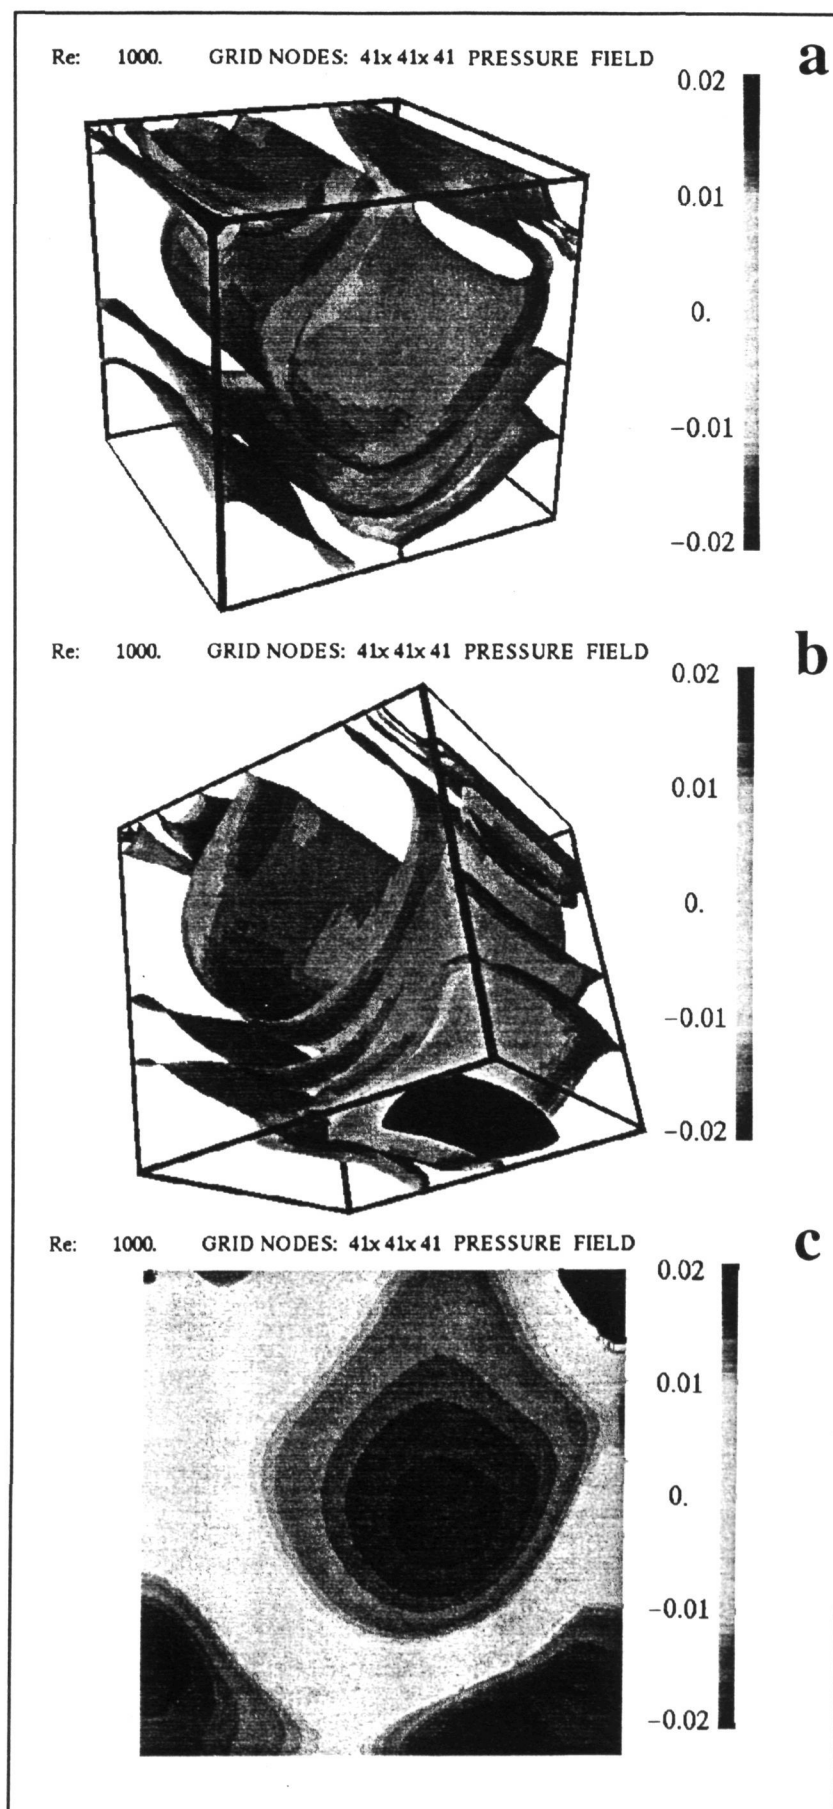 Re: 1000. GRID NODES: 41x 41x 41 PRESSURE FIELD
a
0.02
0.01
0.
−0.01
−0.02
Re: 1000. GRID NODES: 41x 41x 41 PRESSURE FIELD
b
0.02
0.01
0.
−0.01
−0.02
Re: 1000. GRID NODES: 41x 41x 41 PRESSURE FIELD
c
0.02
0.01
0.
−0.01
−0.02